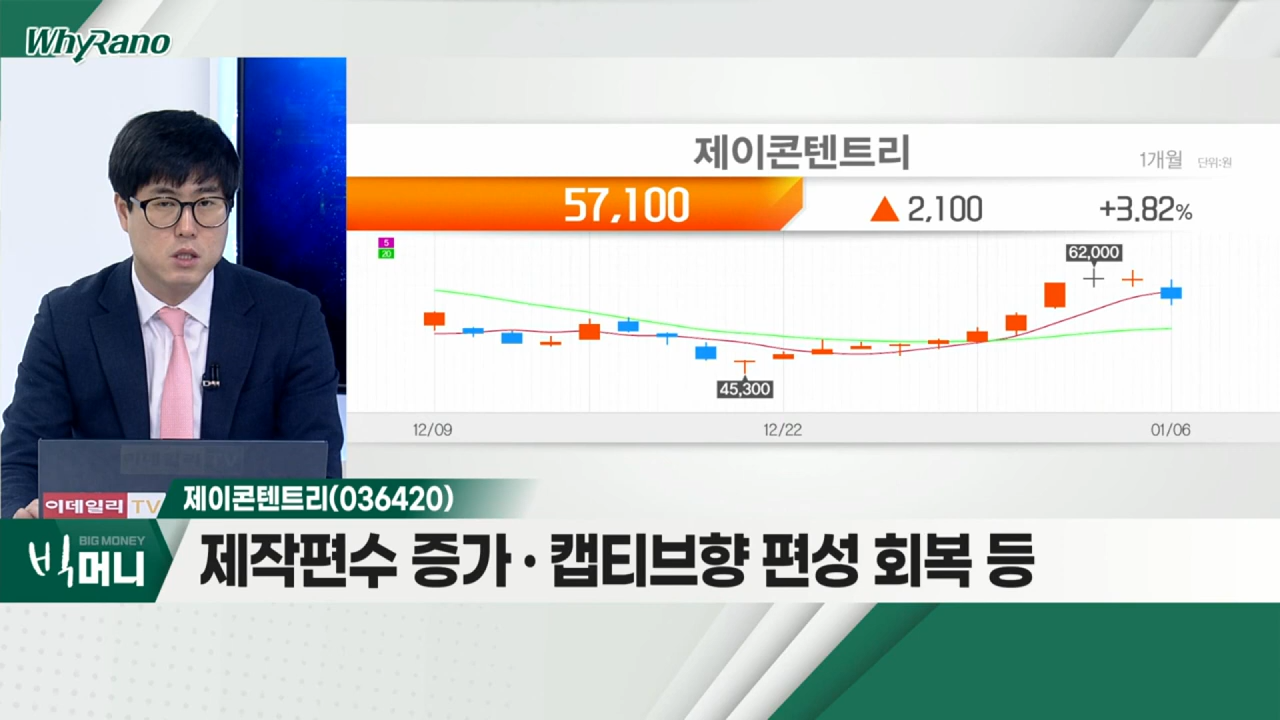 WhyRano
제이콘텐트리
1개월 단위:원
57,100 ▲ 2,100 +3.82%
5
20
62,000
45,300
12/09 12/22 01/06
이데일리 TV
제이콘텐트리(036420)
BIG MONEY
빅머니
제작편수 증가·캡티브향 편성 회복 등